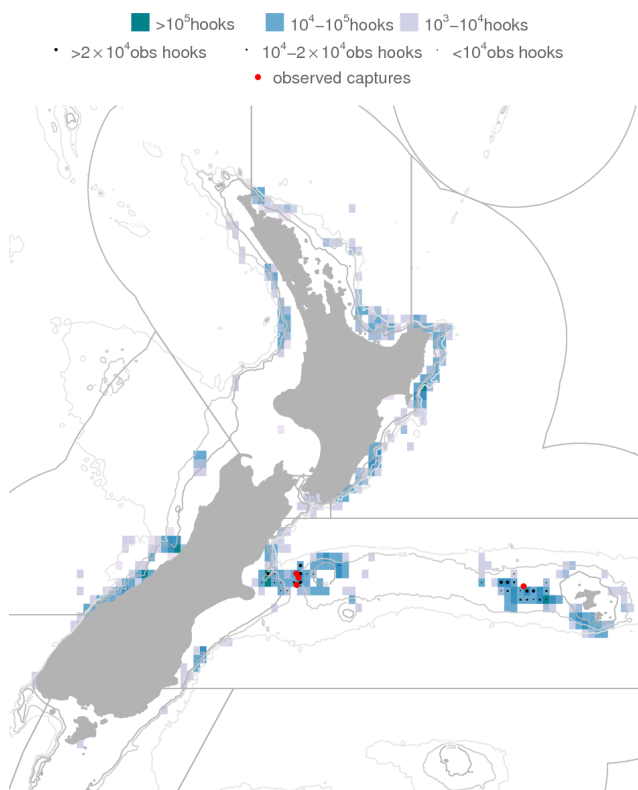 >10⁵hooks 10⁴–10⁵hooks 10³–10⁴hooks
>2×10⁴obs hooks 10⁴–2×10⁴obs hooks <10⁴obs hooks
observed captures